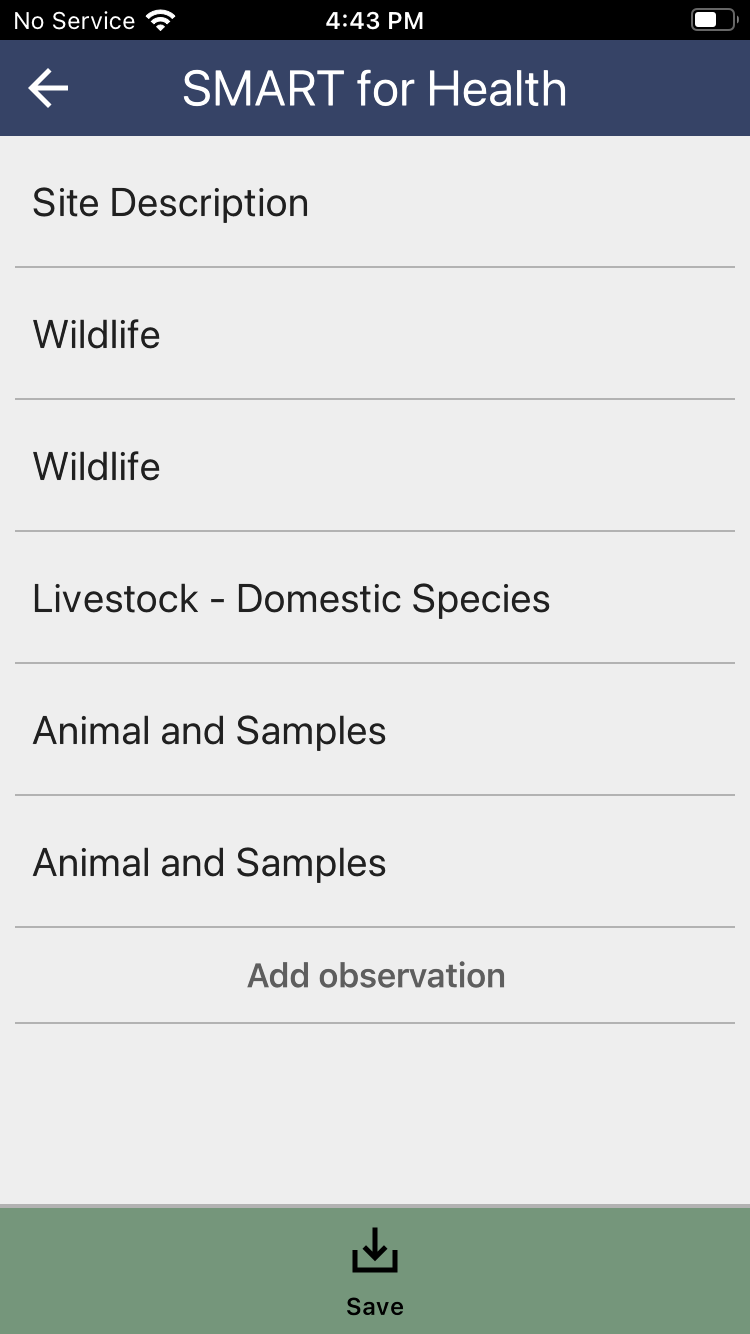 No Service 4:43 PM
SMART for Health
Site Description
Wildlife
Wildlife
Livestock - Domestic Species
Animal and Samples
Animal and Samples
Add observation
Save